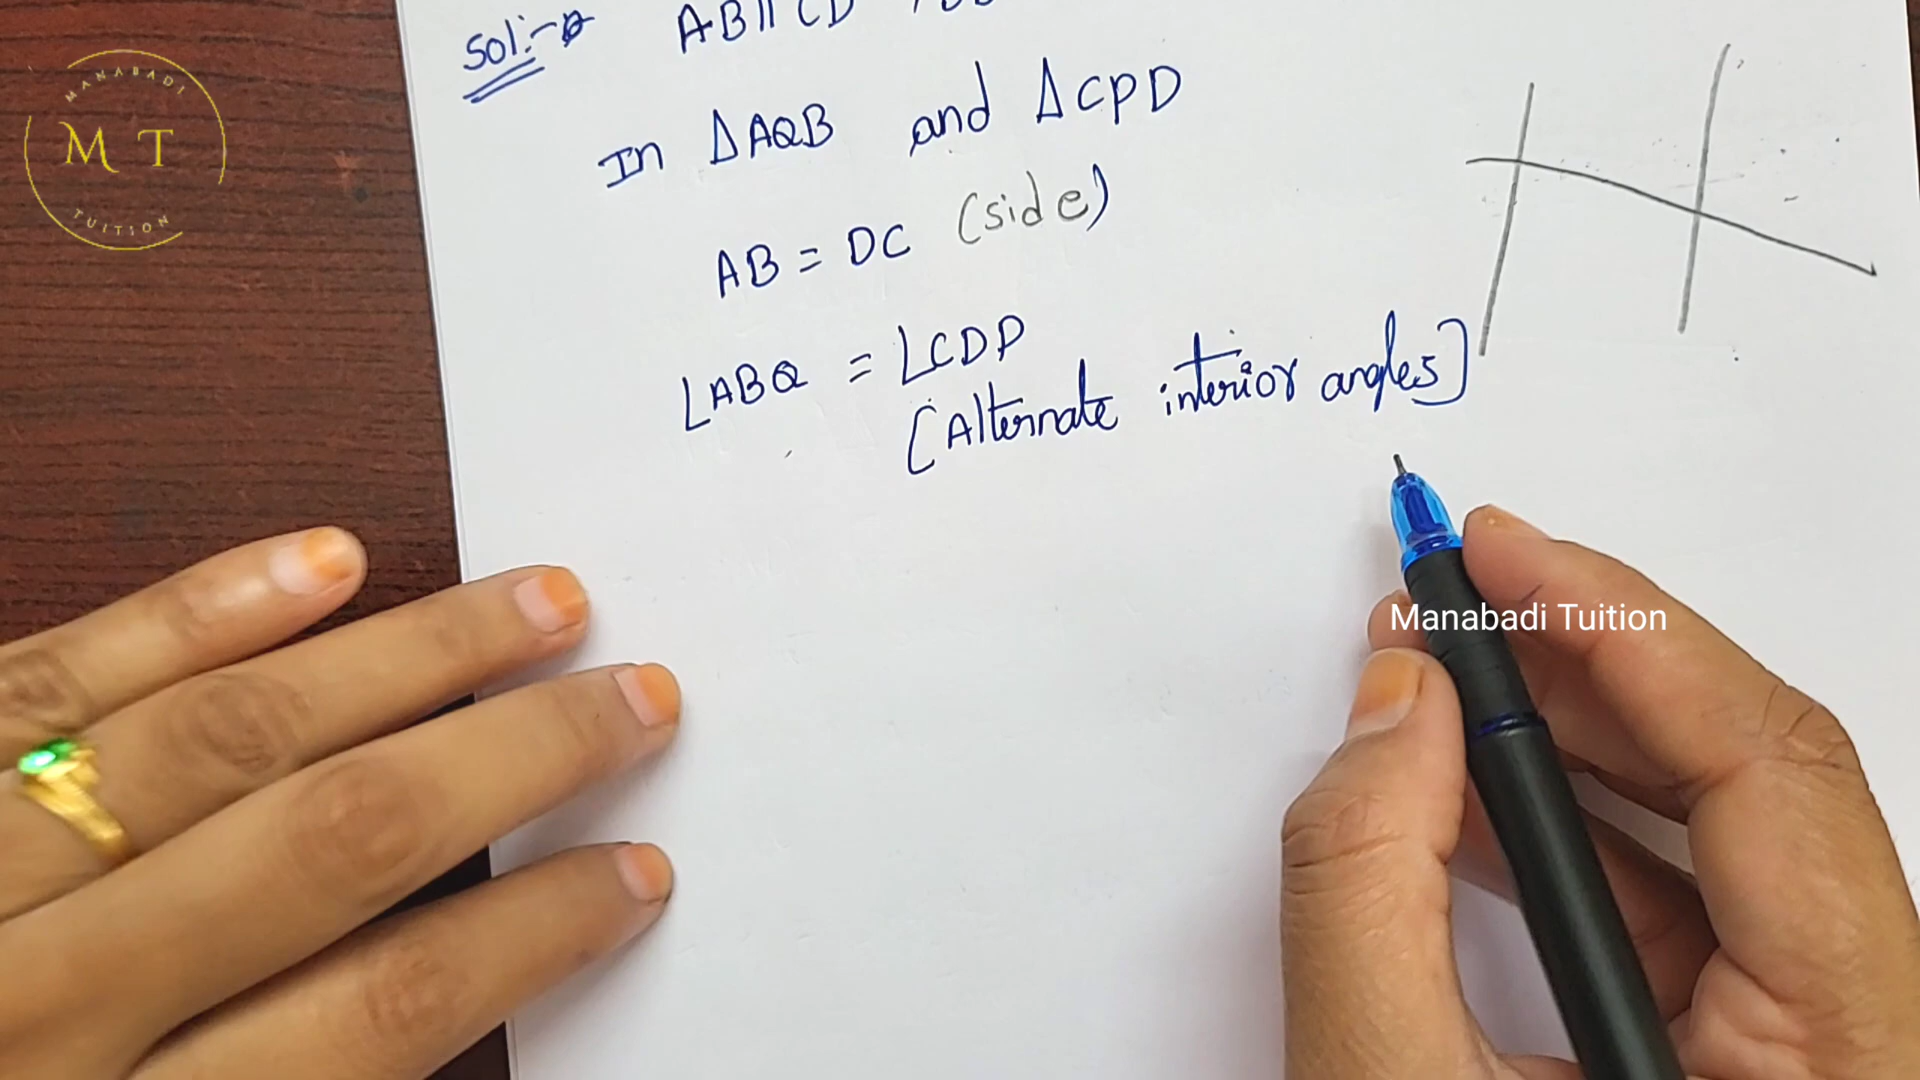 Sol:-
AB || CD
In ΔAQB and ΔCPD
AB = DC (side)
∠ABQ = ∠CDP
[Alternate interior angles]
MANABADI
M T
TUITION
Manabadi Tuition